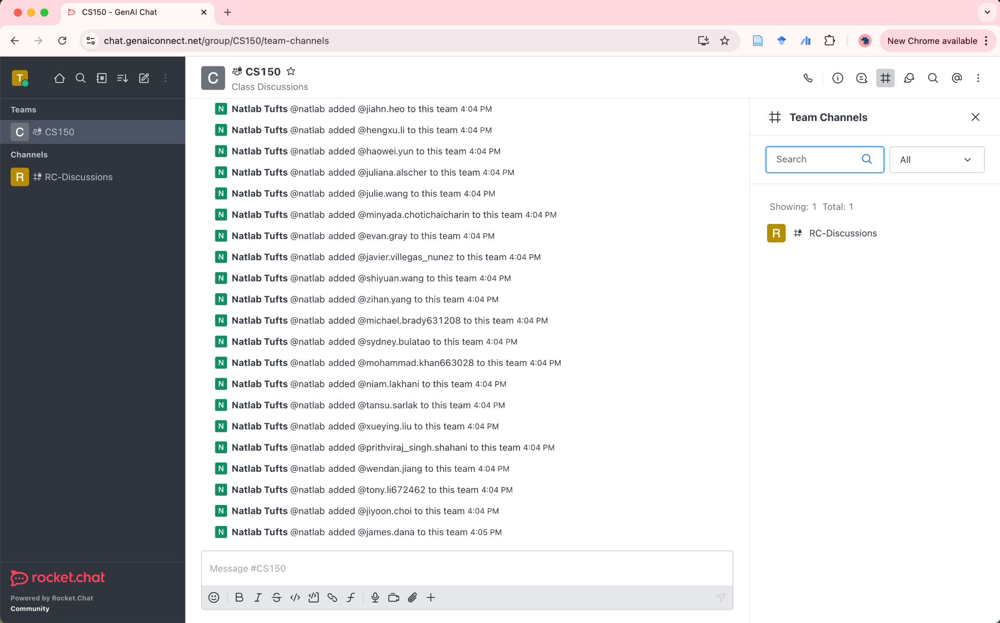 CS150 - GenAI Chat
chat.genaiconnect.net/group/CS150/team-channels
New Chrome available
T
Teams
C CS150
Channels
R RC-Discussions
rocket.chat
Powered by Rocket.Chat
Community
C CS150
Class Discussions
N Natlab Tufts @natlab added @jiahn.heo to this team 4:04 PM
N Natlab Tufts @natlab added @hengxu.li to this team 4:04 PM
N Natlab Tufts @natlab added @haowei.yun to this team 4:04 PM
N Natlab Tufts @natlab added @juliana.alscher to this team 4:04 PM
N Natlab Tufts @natlab added @julie.wang to this team 4:04 PM
N Natlab Tufts @natlab added @minyada.chotichaicharin to this team 4:04 PM
N Natlab Tufts @natlab added @evan.gray to this team 4:04 PM
N Natlab Tufts @natlab added @javier.villegas_nunez to this team 4:04 PM
N Natlab Tufts @natlab added @shiyuan.wang to this team 4:04 PM
N Natlab Tufts @natlab added @zihan.yang to this team 4:04 PM
N Natlab Tufts @natlab added @michael.brady631208 to this team 4:04 PM
N Natlab Tufts @natlab added @sydney.bulatao to this team 4:04 PM
N Natlab Tufts @natlab added @mohammad.khan663028 to this team 4:04 PM
N Natlab Tufts @natlab added @niam.lakhani to this team 4:04 PM
N Natlab Tufts @natlab added @tansu.sarlak to this team 4:04 PM
N Natlab Tufts @natlab added @xueying.liu to this team 4:04 PM
N Natlab Tufts @natlab added @prithviraj_singh.shahani to this team 4:04 PM
N Natlab Tufts @natlab added @wendan.jiang to this team 4:04 PM
N Natlab Tufts @natlab added @tony.li672462 to this team 4:04 PM
N Natlab Tufts @natlab added @jiyoon.choi to this team 4:04 PM
N Natlab Tufts @natlab added @james.dana to this team 4:05 PM
Message #CS150
Team Channels
Search
All
Showing: 1 Total: 1
R RC-Discussions